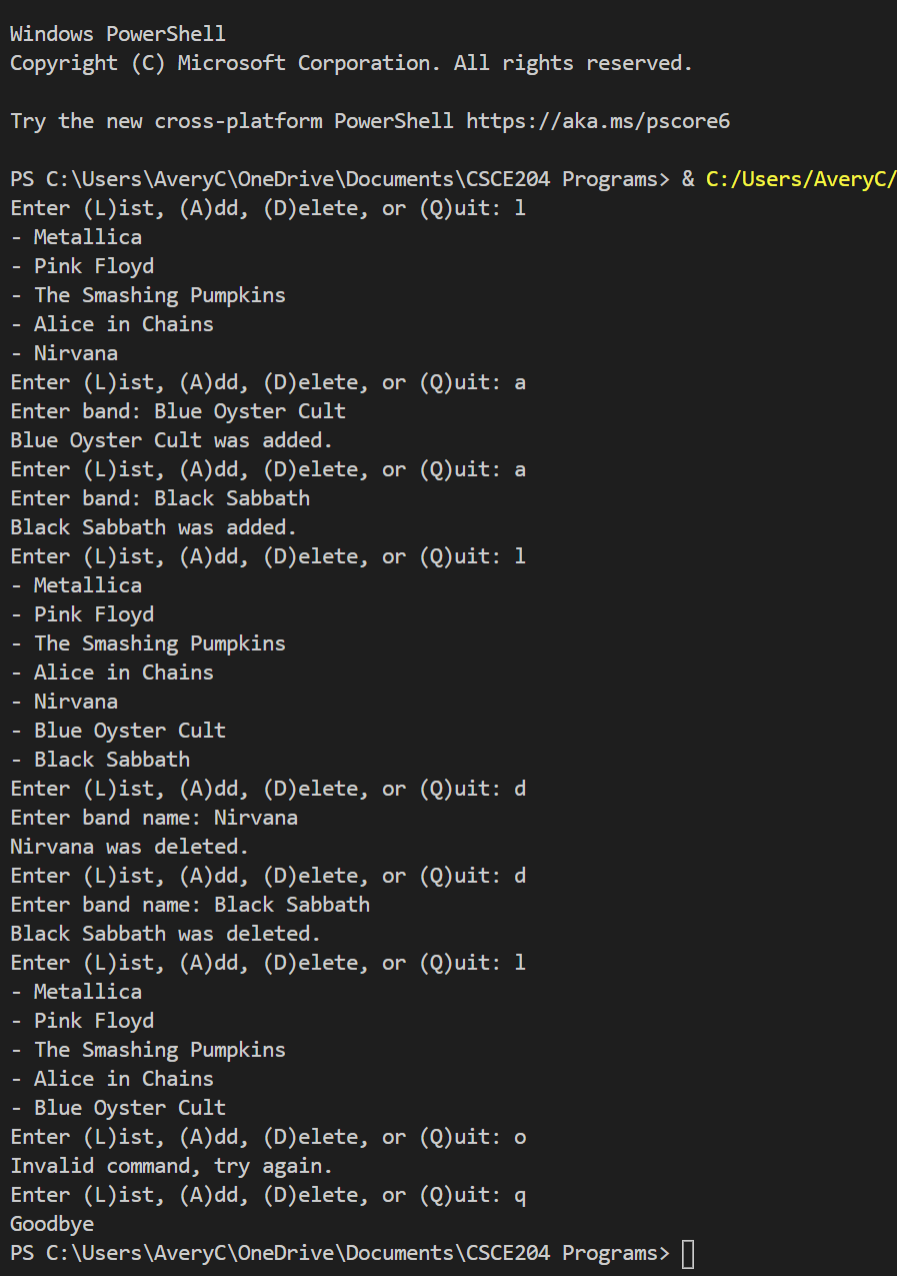 Windows PowerShell
Copyright (C) Microsoft Corporation. All rights reserved.
Try the new cross-platform PowerShell https://aka.ms/pscore6
PS C:\Users\AveryC\OneDrive\Documents\CSCE204 Programs> & C:/Users/AveryC/
Enter (L)ist, (A)dd, (D)elete, or (Q)uit: l
- Metallica
- Pink Floyd
- The Smashing Pumpkins
- Alice in Chains
- Nirvana
Enter (L)ist, (A)dd, (D)elete, or (Q)uit: a
Enter band: Blue Oyster Cult
Blue Oyster Cult was added.
Enter (L)ist, (A)dd, (D)elete, or (Q)uit: a
Enter band: Black Sabbath
Black Sabbath was added.
Enter (L)ist, (A)dd, (D)elete, or (Q)uit: l
- Metallica
- Pink Floyd
- The Smashing Pumpkins
- Alice in Chains
- Nirvana
- Blue Oyster Cult
- Black Sabbath
Enter (L)ist, (A)dd, (D)elete, or (Q)uit: d
Enter band name: Nirvana
Nirvana was deleted.
Enter (L)ist, (A)dd, (D)elete, or (Q)uit: d
Enter band name: Black Sabbath
Black Sabbath was deleted.
Enter (L)ist, (A)dd, (D)elete, or (Q)uit: l
- Metallica
- Pink Floyd
- The Smashing Pumpkins
- Alice in Chains
- Blue Oyster Cult
Enter (L)ist, (A)dd, (D)elete, or (Q)uit: o
Invalid command, try again.
Enter (L)ist, (A)dd, (D)elete, or (Q)uit: q
Goodbye
PS C:\Users\AveryC\OneDrive\Documents\CSCE204 Programs>